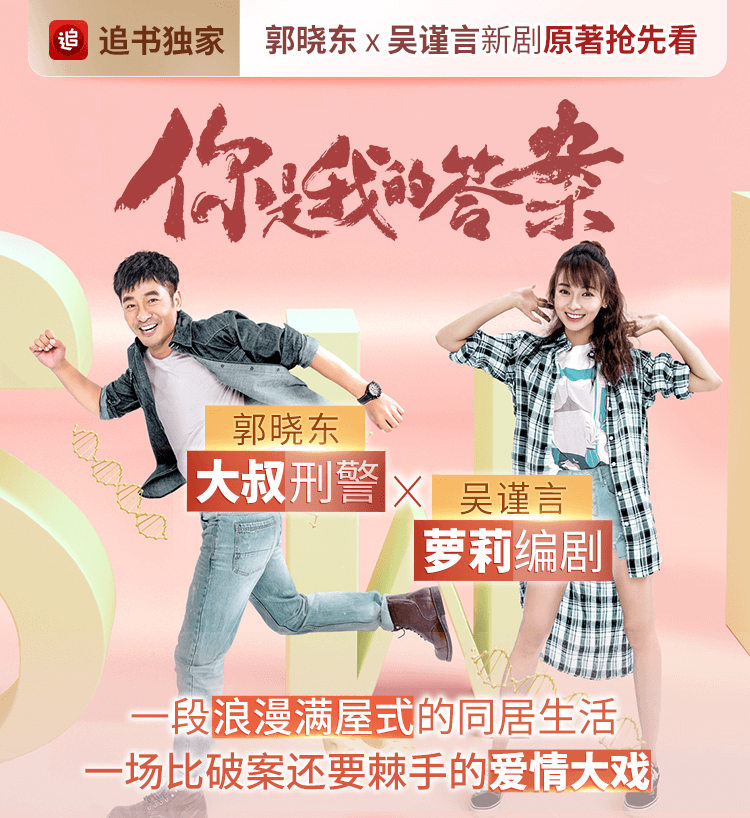 追 追书独家 郭晓东 x 吴谨言新剧原著抢先看
你是我的答案
郭晓东
大叔刑警
×
吴谨言
萝莉编剧
一段浪漫满屋式的同居生活
一场比破案还要棘手的爱情大戏